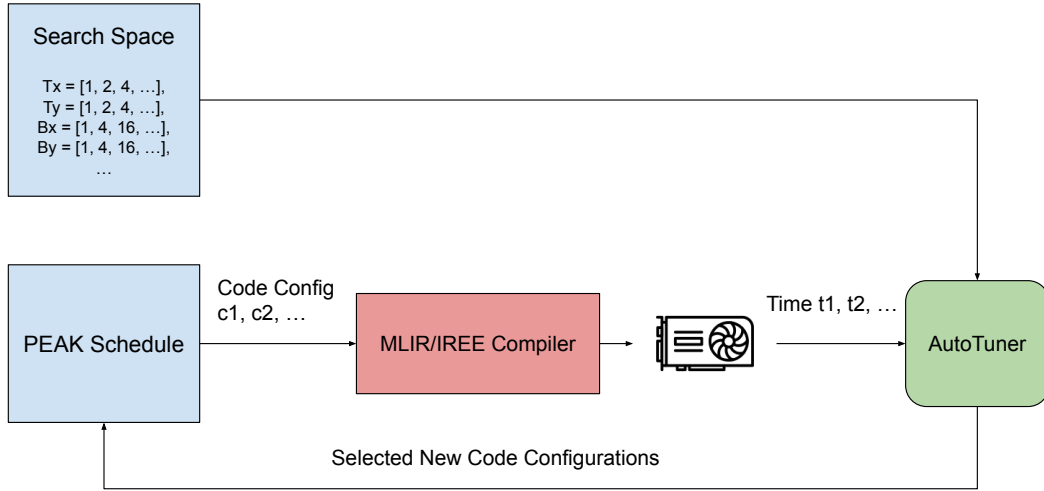 Search Space
Tx = [1, 2, 4, …],
Ty = [1, 2, 4, …],
Bx = [1, 4, 16, …],
By = [1, 4, 16, …],
…
PEAK Schedule
Code Config
c1, c2, …
MLIR/IREE Compiler
Time t1, t2, …
AutoTuner
Selected New Code Configurations